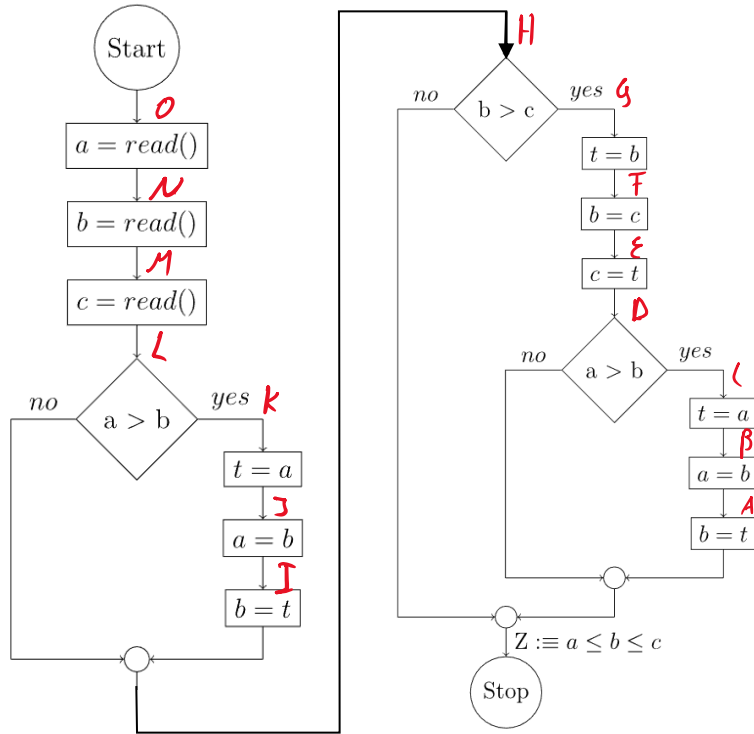 Start
O
a = read()
N
b = read()
M
c = read()
L
a > b
no
yes
K
t = a
J
a = b
I
b = t
H
b > c
no
yes
G
t = b
F
b = c
E
c = t
D
a > b
no
yes
C
t = a
B
a = b
A
b = t
Z :≡ a ≤ b ≤ c
Stop